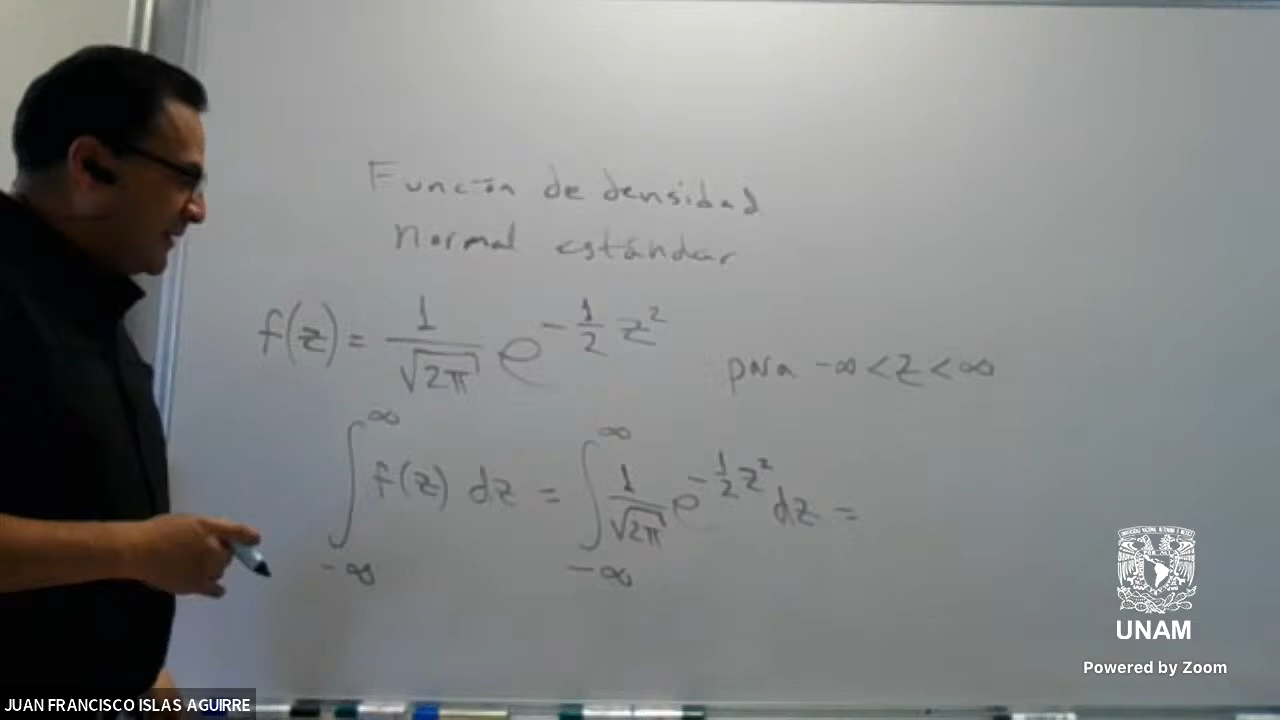 Función de densidad
normal estándar
f(z) = 1/√2π e^(-1/2 z²) para -∞ < z < ∞
∫_{-∞}^{∞} f(z) dz = ∫_{-∞}^{∞} 1/√2π e^(-1/2 z²) dz =
UNAM
Powered by Zoom
JUAN FRANCISCO ISLAS AGUIRRE